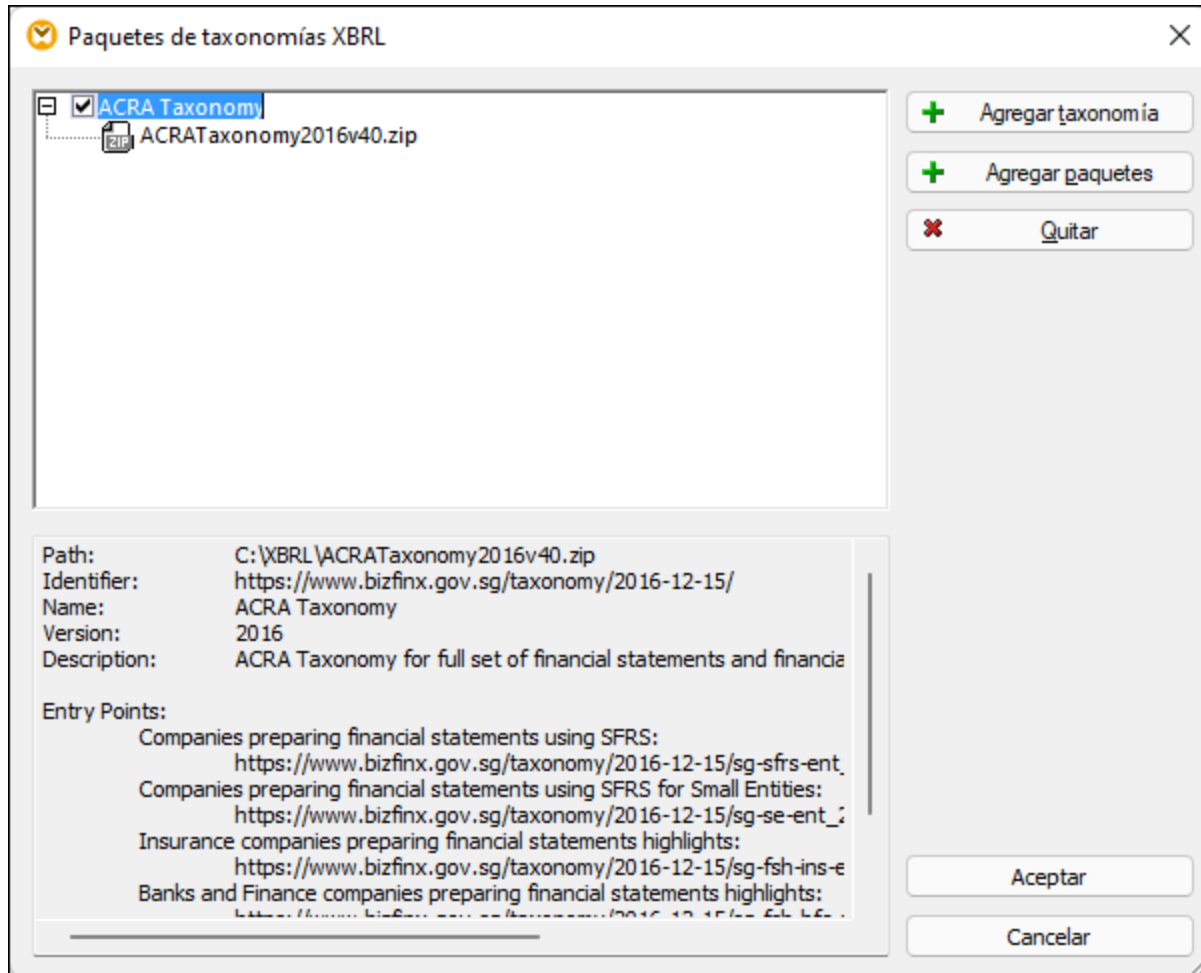 Paquetes de taxonomías XBRL
ACRA Taxonomy
ZIP ACRATaxonomy2016v40.zip
Agregar taxonomía
Agregar paquetes
Quitar
Path: C:\XBRL\ACRATaxonomy2016v40.zip
Identifier: https://www.bizfinx.gov.sg/taxonomy/2016-12-15/
Name: ACRA Taxonomy
Version: 2016
Description: ACRA Taxonomy for full set of financial statements and financia
Entry Points:
Companies preparing financial statements using SFRS:
https://www.bizfinx.gov.sg/taxonomy/2016-12-15/sg-sfrs-ent_
Companies preparing financial statements using SFRS for Small Entities:
https://www.bizfinx.gov.sg/taxonomy/2016-12-15/sg-se-ent_2
Insurance companies preparing financial statements highlights:
https://www.bizfinx.gov.sg/taxonomy/2016-12-15/sg-fsh-ins-e
Banks and Finance companies preparing financial statements highlights:
Aceptar
Cancelar